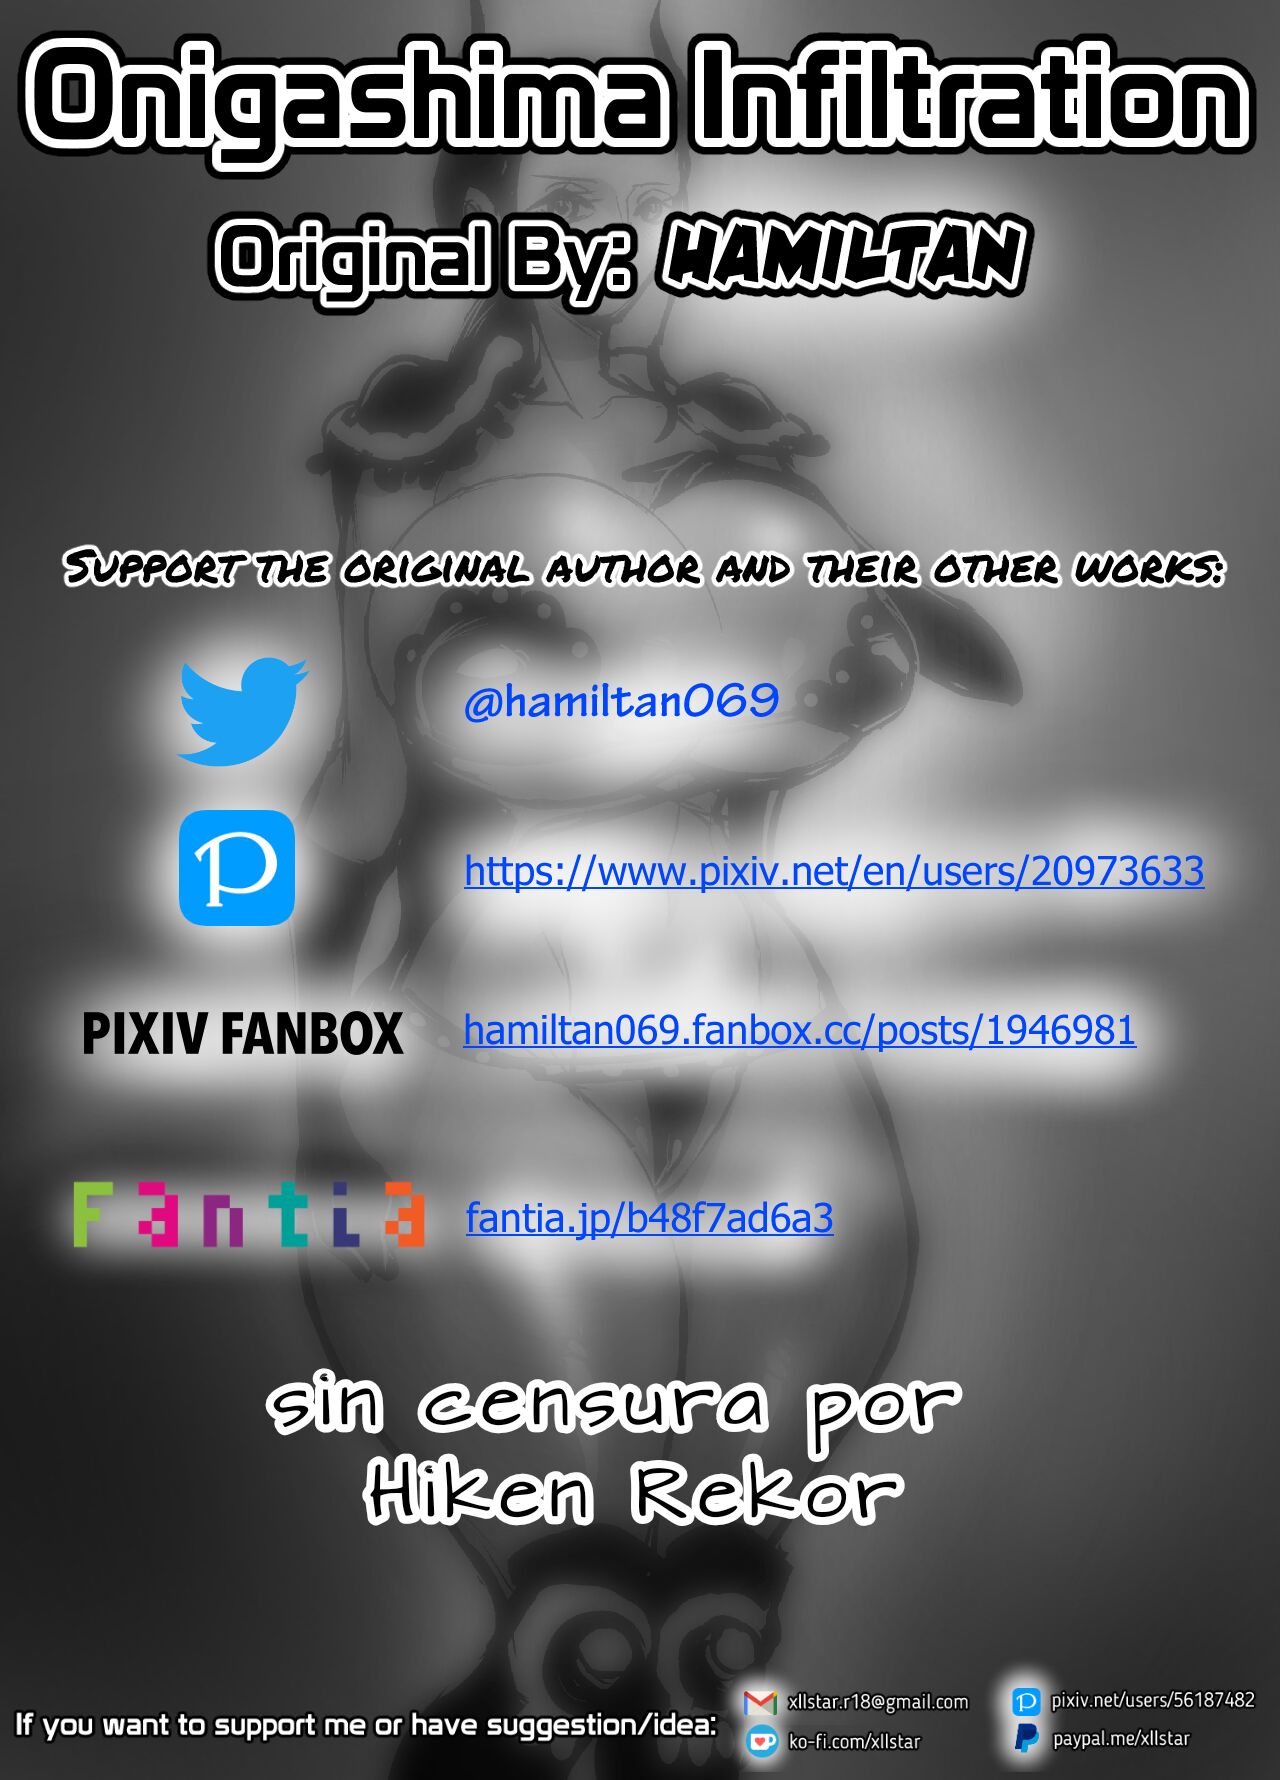 Onigashima Infiltration
Original By: HAMILTAN
Support the original author and their other works:
@hamiltan069
P
https://www.pixiv.net/en/users/20973633
PIXIV FANBOX
hamiltan069.fanbox.cc/posts/1946981
Fantia
fantia.jp/b48f7ad6a3
sin censura por
Hiken Rekor
If you want to support me or have suggestion/idea:
xllstar.r18@gmail.com
pixiv.net/users/56187482
ko-fi.com/xllstar
paypal.me/xllstar